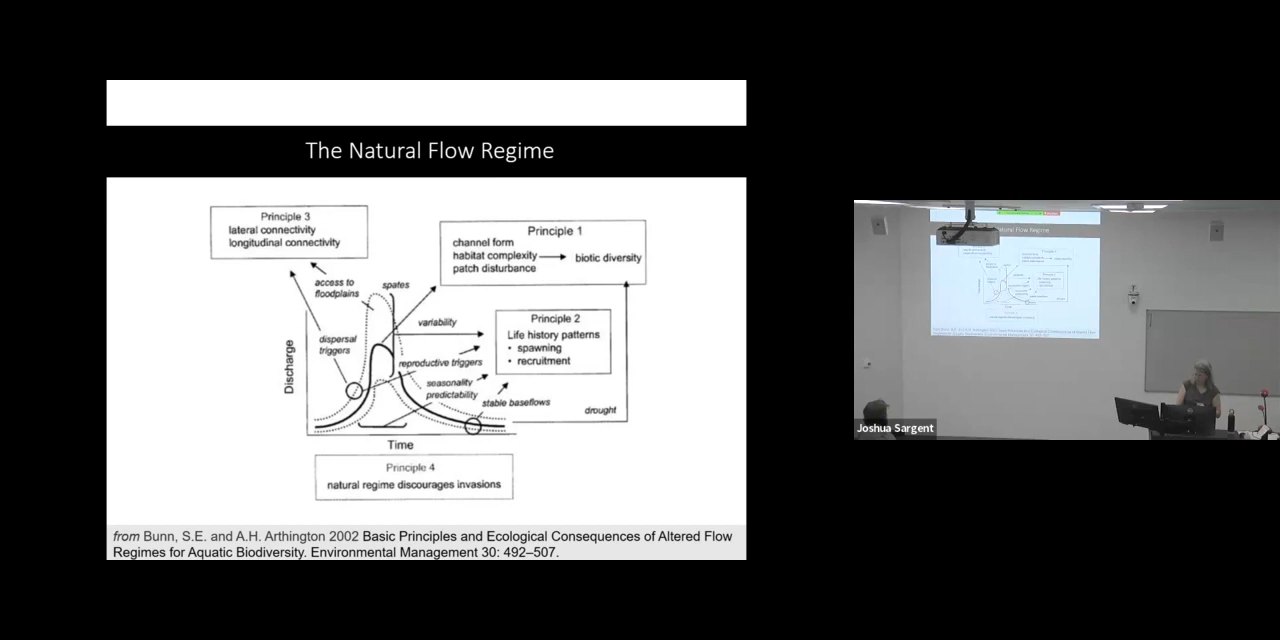 The Natural Flow Regime
Principle 3
lateral connectivity
longitudinal connectivity
Principle 1
channel form
habitat complexity
patch disturbance
biotic diversity
access to
floodplains
spates
variability
Principle 2
Life history patterns
• spawning
• recruitment
dispersal
triggers
reproductive triggers
seasonality
predictability
stable baseflows
drought
Discharge
Time
Principle 4
natural regime discourages invasions
from Bunn, S.E. and A.H. Arthington 2002 Basic Principles and Ecological Consequences of Altered Flow
Regimes for Aquatic Biodiversity. Environmental Management 30: 492–507.
Natural Flow Regime
Joshua Sargent